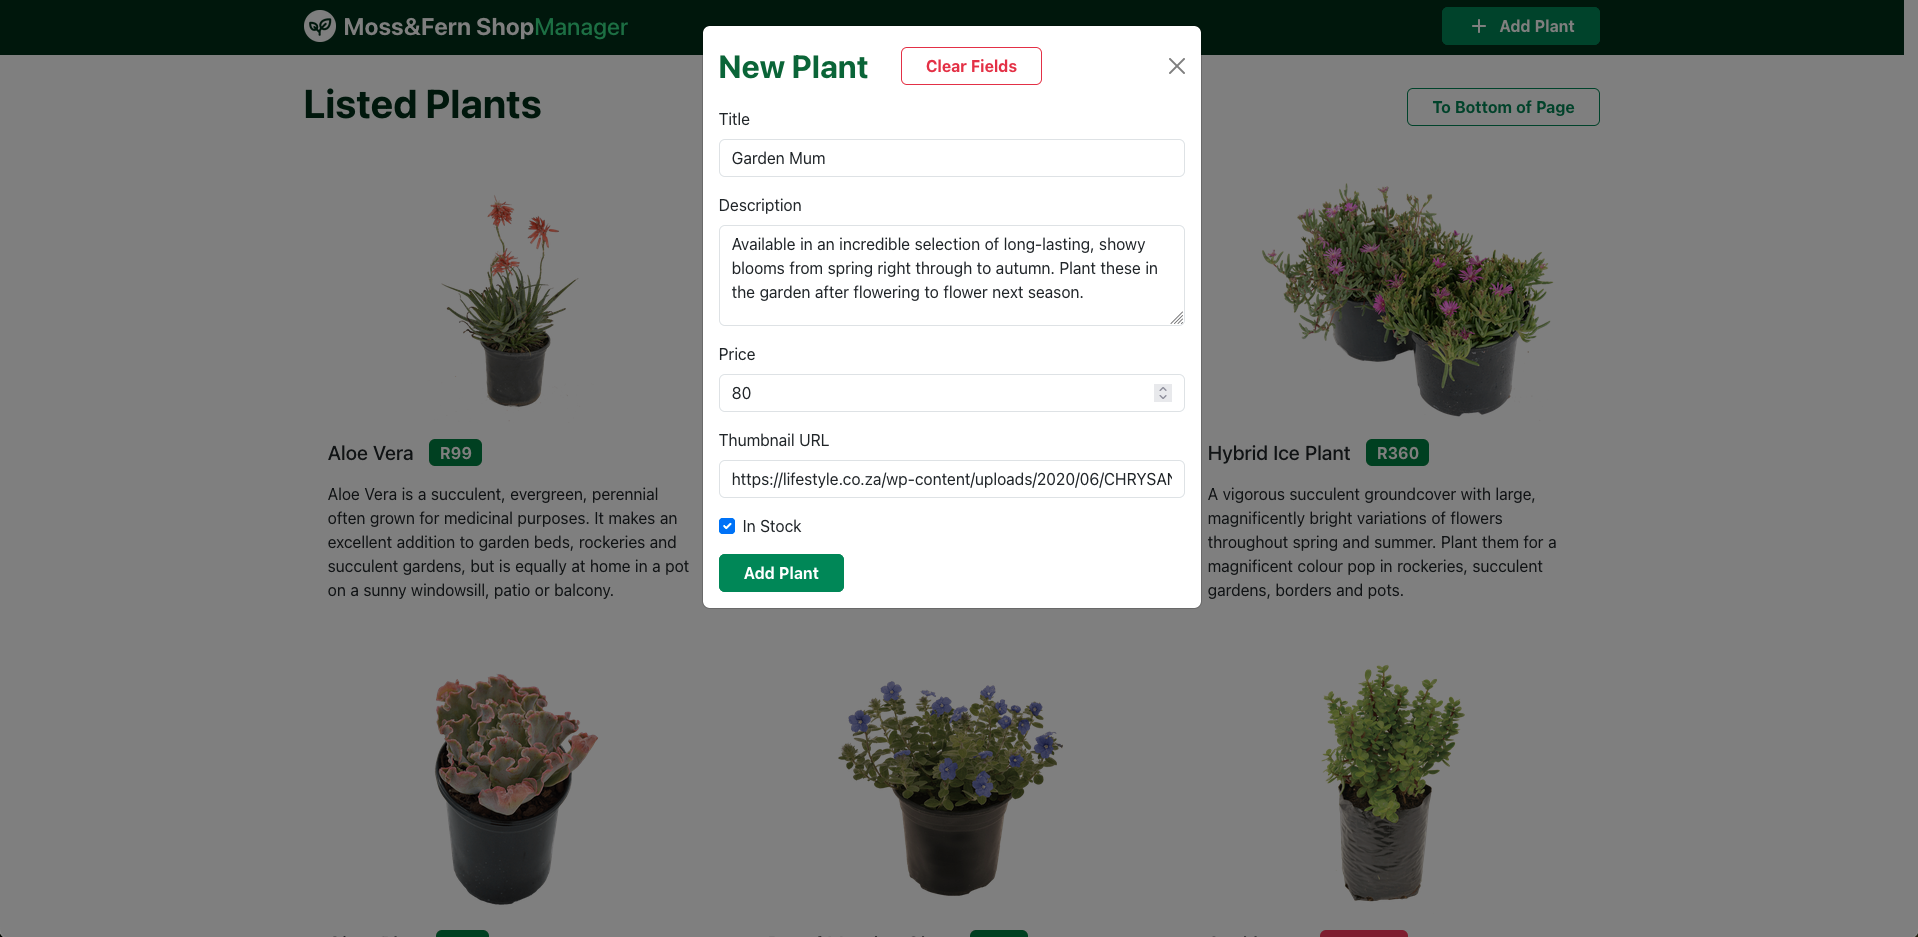 Moss&Fern ShopManager
Add Plant
Listed Plants
To Bottom of Page
New Plant
Clear Fields
Title
Garden Mum
Description
Available in an incredible selection of long-lasting, showy
blooms from spring right through to autumn. Plant these in
the garden after flowering to flower next season.
Price
80
Thumbnail URL
https://lifestyle.co.za/wp-content/uploads/2020/06/CHRYSAN
In Stock
Add Plant
Aloe Vera R99
Aloe Vera is a succulent, evergreen, perennial
often grown for medicinal purposes. It makes an
excellent addition to garden beds, rockeries and
succulent gardens, but is equally at home in a pot
on a sunny windowsill, patio or balcony.
Hybrid Ice Plant R360
A vigorous succulent groundcover with large,
magnificently bright variations of flowers
throughout spring and summer. Plant them for a
magnificent colour pop in rockeries, succulent
gardens, borders and pots.